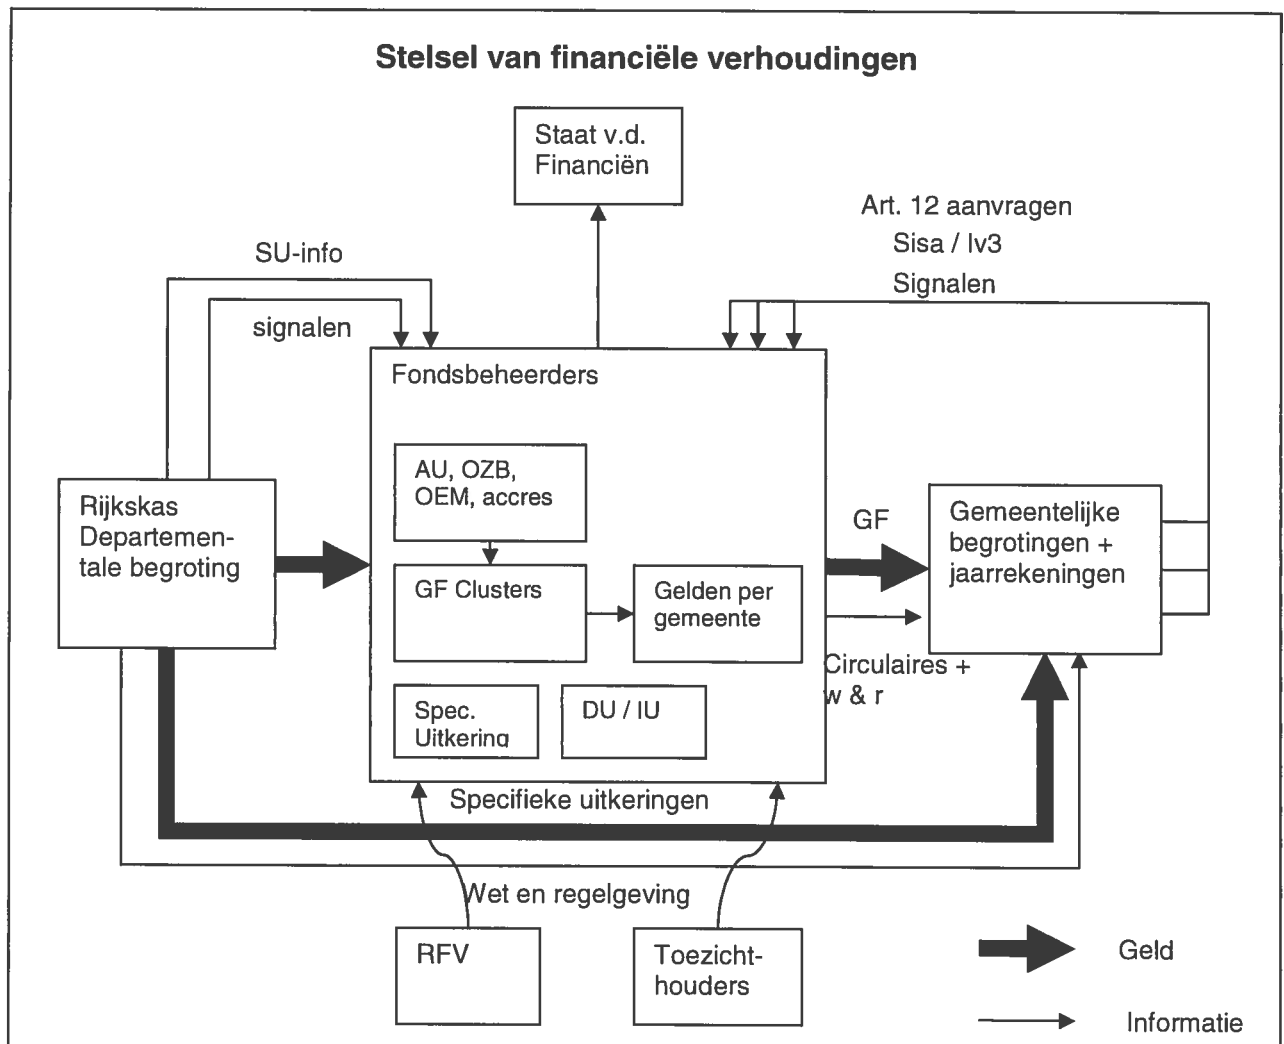 Stelsel van financiële verhoudingen
Staat v.d.
Financiën
Art. 12 aanvragen
Sisa / Iv3
Signalen
SU-info
signalen
Fondsbeheerders
AU, OZB,
OEM, accres
Rijkskas
Departemen-
tale begroting
GF Clusters
Gelden per
gemeente
GF
Gemeentelijke
begrotingen +
jaarrekeningen
Circulaires +
w & r
Spec.
Uitkering
DU / IU
Specifieke uitkeringen
Wet en regelgeving
RFV
Toezicht-
houders
Geld
Informatie